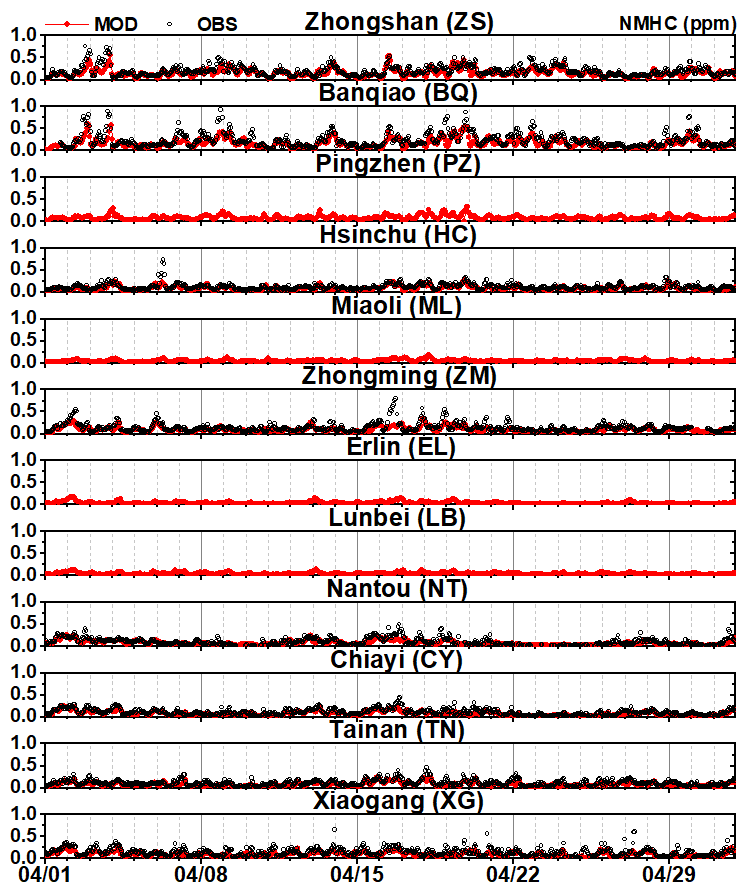 MOD OBS Zhongshan (ZS) NMHC (ppm)
1.0
0.5
0.0
Banqiao (BQ)
1.0
0.5
0.0
Pingzhen (PZ)
1.0
0.5
0.0
Hsinchu (HC)
1.0
0.5
0.0
Miaoli (ML)
1.0
0.5
0.0
Zhongming (ZM)
1.0
0.5
0.0
Erlin (EL)
1.0
0.5
0.0
Lunbei (LB)
1.0
0.5
0.0
Nantou (NT)
1.0
0.5
0.0
Chiayi (CY)
1.0
0.5
0.0
Tainan (TN)
1.0
0.5
0.0
Xiaogang (XG)
1.0
0.5
0.0
04/01 04/08 04/15 04/22 04/29